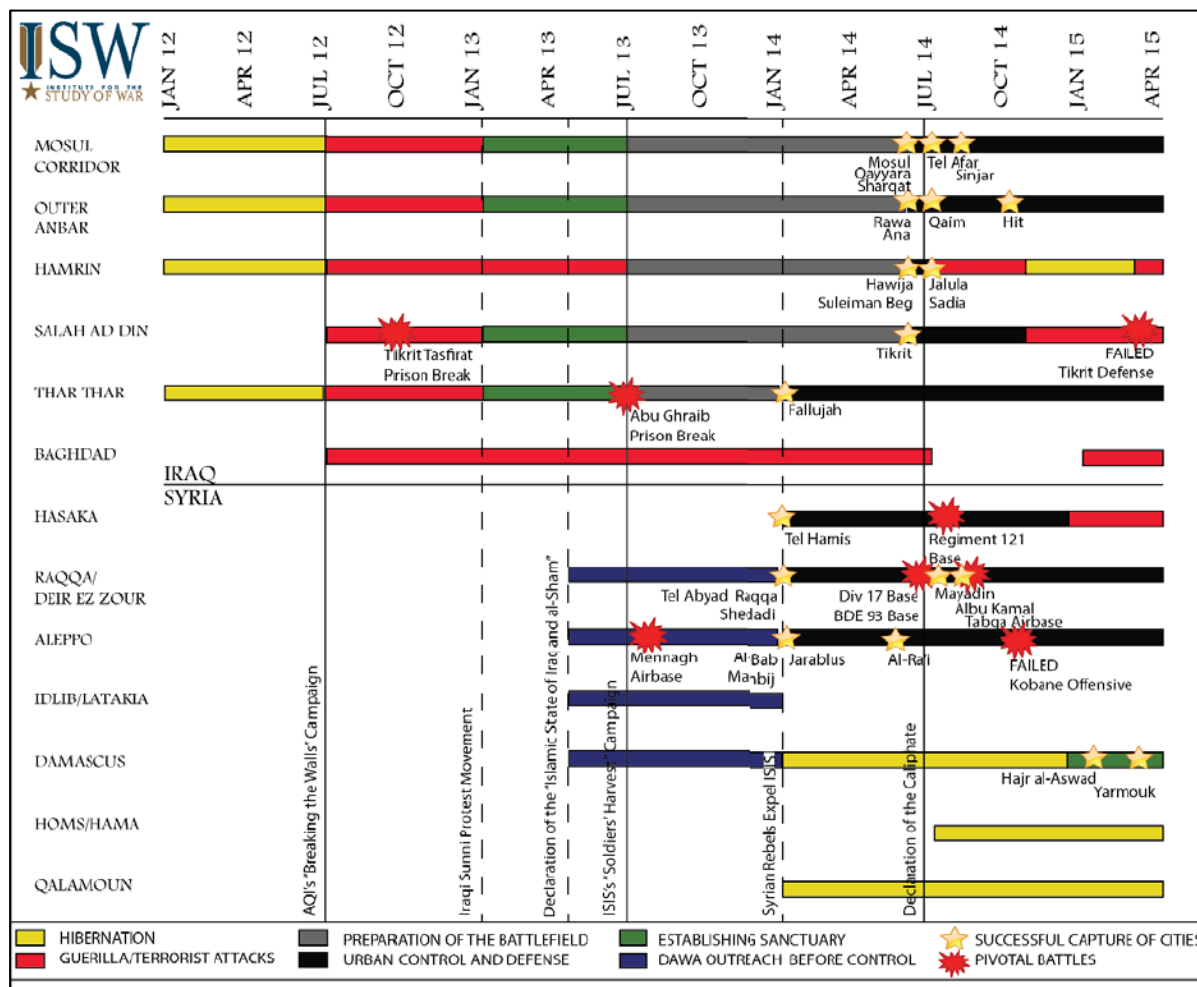 ISW
INSTITUTE FOR THE
STUDY OF WAR
JAN 12
APR 12
JUL 12
OCT 12
JAN 13
APR 13
JUL 13
OCT 13
JAN 14
APR 14
JUL 14
OCT 14
JAN 15
APR 15
MOSUL
CORRIDOR
Mosul
Qayyara
Sharqat
Tel Afar
Sinjar
OUTER
ANBAR
Rawa
Ana
Qaim
Hit
HAMRIN
Hawija
Suleiman Beg
Jalula
Sadia
SALAH AD DIN
Tiikrit Tasfirat
Prison Break
Tikrit
FAILED
Tikrit Defense
THAR THAR
Abu Ghraib
Prison Break
Fallujah
BAGHDAD
IRAQ
SYRIA
HASAKA
Tel Hamis
Regiment 121
Base
RAQQA/
DEIR EZ ZOUR
Tel Abyad Raqqa
Shedadi
Div 17 Base
BDE 93 Base
Mayadin
Albu Kamal
Tabqa Airbase
ALEPPO
Mennagh
Airbase
Al-
Bab
Manbij
Jarablus
Al-Rai
FAILED
Kobane Offensive
IDLIB/LATAKIA
DAMASCUS
Hajr al-Aswad
Yarmouk
HOMS/HAMA
QALAMOUN
AQI's "Breaking the Walls" Campaign
Iraqi Sunni Protest Movement
Declaration of the "Islamic State of Iraq and al-Sham"
ISIS's "Soldiers' Harvest" Campaign
Syrian Rebels Expel ISIS
Declaration of the Caliphate
HIBERNATION
PREPARATION OF THE BATTLEFIELD
ESTABLISHING SANCTUARY
SUCCESSFUL CAPTURE OF CITIES
GUERILLA/TERRORIST ATTACKS
URBAN CONTROL AND DEFENSE
DAWA OUTREACH BEFORE CONTROL
PIVOTAL BATTLES